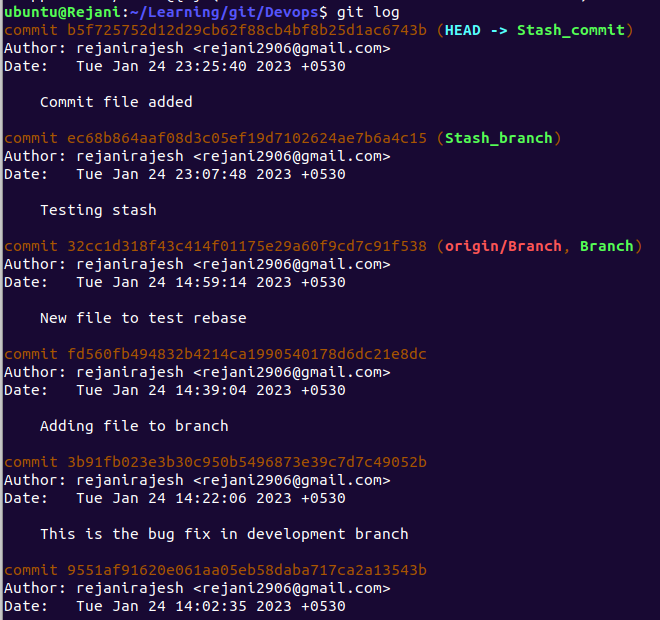 ubuntu@Rejani:~/Learning/git/Devops$ git log
commit b5f725752d12d29cb62f88cb4bf8b25d1ac6743b (HEAD -> Stash_commit)
Author: rejanirajesh <rejani2906@gmail.com>
Date:   Tue Jan 24 23:25:40 2023 +0530
Commit file added
commit ec68b864aaf08d3c05ef19d7102624ae7b6a4c15 (Stash_branch)
Author: rejanirajesh <rejani2906@gmail.com>
Date:   Tue Jan 24 23:07:48 2023 +0530
Testing stash
commit 32cc1d318f43c414f01175e29a60f9cd7c91f538 (origin/Branch, Branch)
Author: rejanirajesh <rejani2906@gmail.com>
Date:   Tue Jan 24 14:59:14 2023 +0530
New file to test rebase
commit fd560fb494832b4214ca1990540178d6dc21e8dc
Author: rejanirajesh <rejani2906@gmail.com>
Date:   Tue Jan 24 14:39:04 2023 +0530
Adding file to branch
commit 3b91fb023e3b30c950b5496873e39c7d7c49052b
Author: rejanirajesh <rejani2906@gmail.com>
Date:   Tue Jan 24 14:22:06 2023 +0530
This is the bug fix in development branch
commit 9551af91620e061aa05eb58daba717ca2a13543b
Author: rejanirajesh <rejani2906@gmail.com>
Date:   Tue Jan 24 14:02:35 2023 +0530